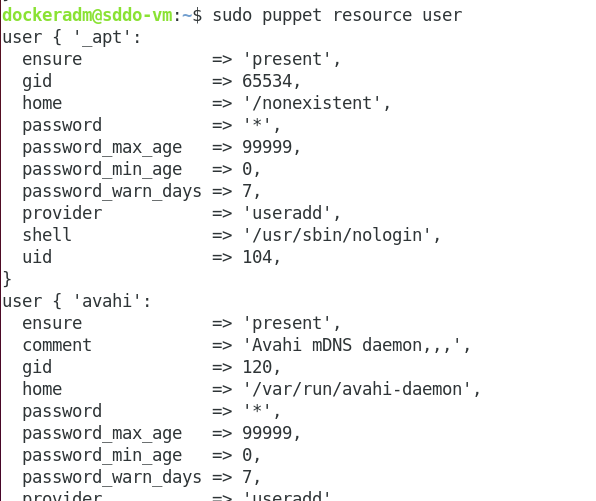 dockeradm@sddo-vm:~$ sudo puppet resource user
user { '_apt':
  ensure             => 'present',
  gid                => 65534,
  home               => '/nonexistent',
  password           => '*',
  password_max_age   => 99999,
  password_min_age   => 0,
  password_warn_days => 7,
  provider           => 'useradd',
  shell              => '/usr/sbin/nologin',
  uid                => 104,
}
user { 'avahi':
  ensure             => 'present',
  comment            => 'Avahi mDNS daemon,,,',
  gid                => 120,
  home               => '/var/run/avahi-daemon',
  password           => '*',
  password_max_age   => 99999,
  password_min_age   => 0,
  password_warn_days => 7,
  provider           => 'useradd'